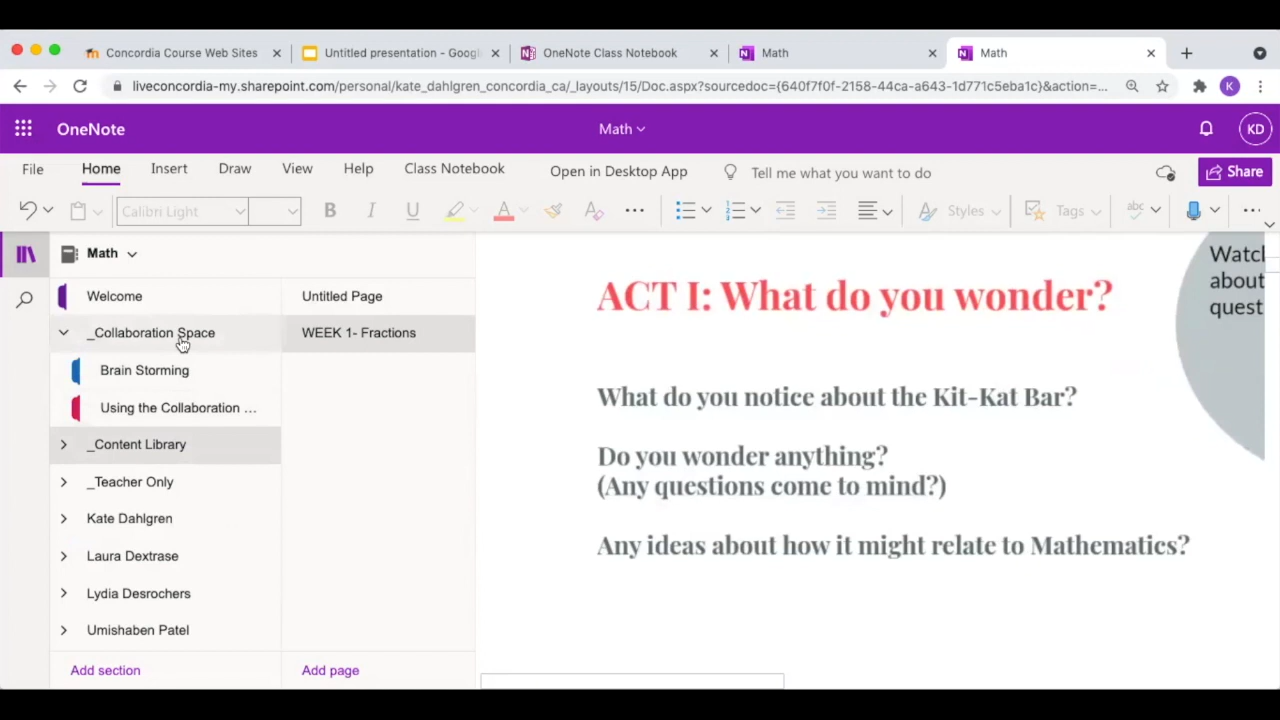 Concordia Course Web Sites
Untitled presentation - Google
OneNote Class Notebook
Math
Math
liveconcordia-my.sharepoint.com/personal/kate_dahlgren_concordia_ca/_layouts/15/Doc.aspx?sourcedoc={640f7f0f-2158-44ca-a643-1d771c5eba1c}&action=...
K
OneNote
Math
KD
File
Home
Insert
Draw
View
Help
Class Notebook
Open in Desktop App
Tell me what you want to do
Share
Calibri Light
B
I
U
A
Styles
Tags
abc
Math
Welcome
_Collaboration Space
Brain Storming
Using the Collaboration ...
_Content Library
_Teacher Only
Kate Dahlgren
Laura Dextrase
Lydia Desrochers
Umishaben Patel
Add section
Untitled Page
WEEK 1- Fractions
Add page
ACT I: What do you wonder?
What do you notice about the Kit-Kat Bar?
Do you wonder anything?
(Any questions come to mind?)
Any ideas about how it might relate to Mathematics?
about
quest